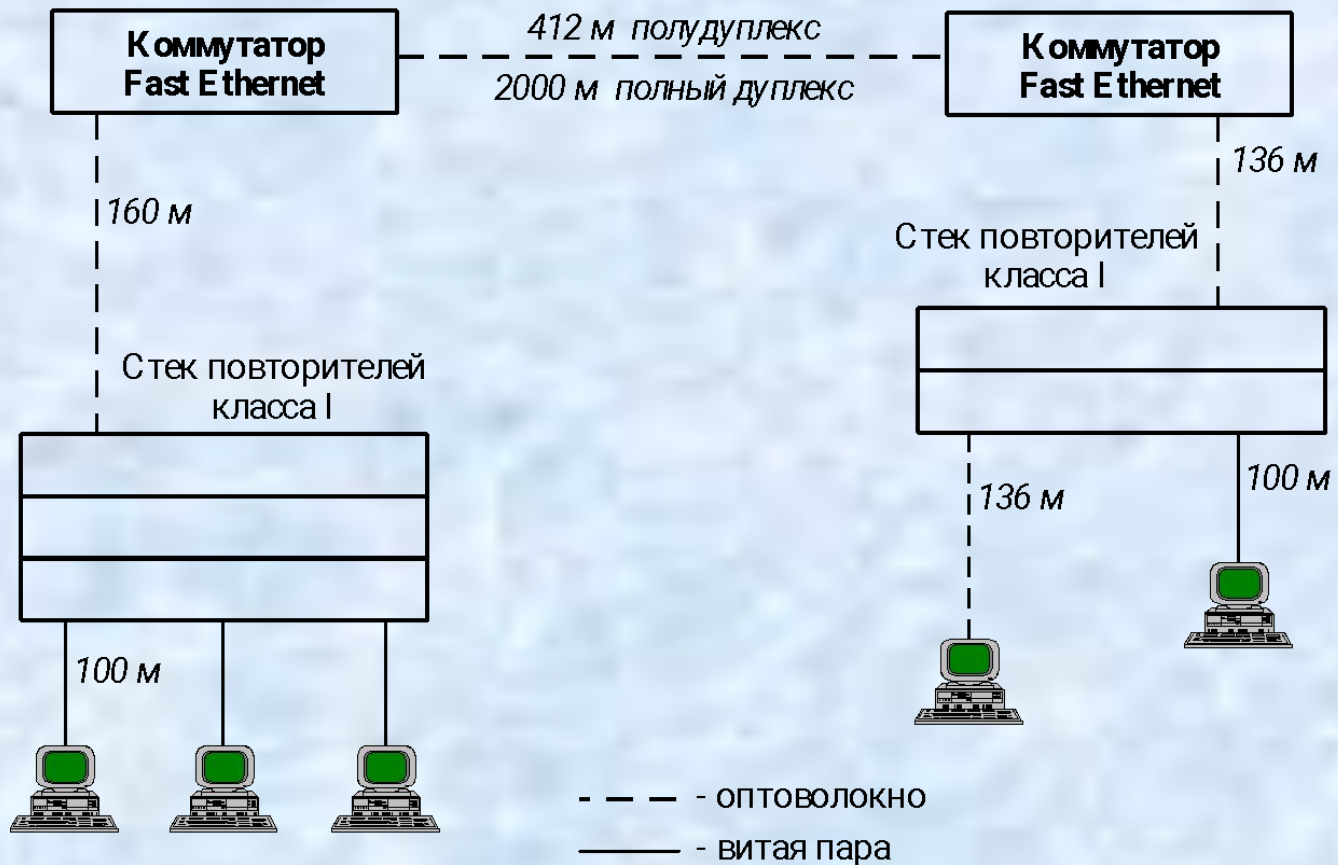 Коммутатор
Fast Ethernet
412 м полудуплекс
2000 м полный дуплекс
Коммутатор
Fast Ethernet
136 м
160 м
Стек повторителей
класса I
Стек повторителей
класса I
136 м
100 м
100 м
- оптоволокно
- витая пара